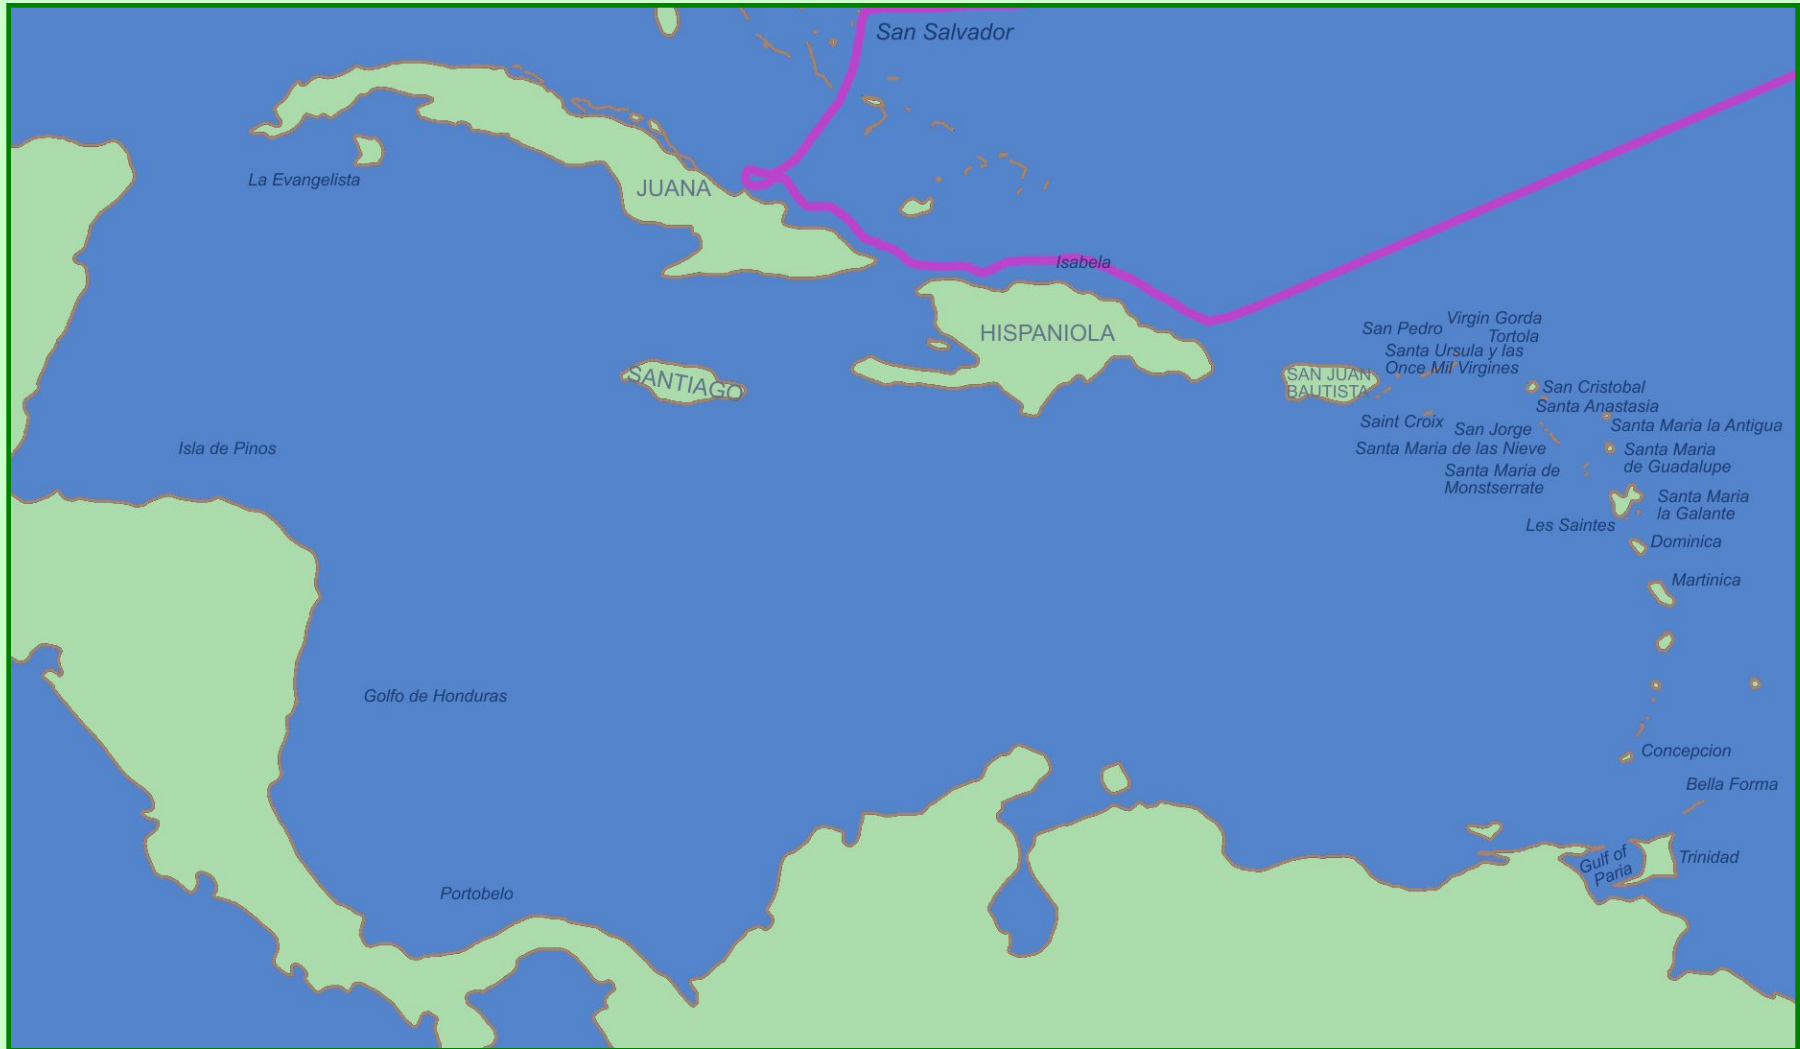 San Salvador
La Evangelista
JUANA
Isabela
HISPANIOLA
SANTIAGO
SAN JUAN
BAUTISTA
San Pedro
Virgin Gorda
Tortola
Santa Ursula y las
Once Mil Virgines
San Cristobal
Santa Anastasia
Santa Maria la Antigua
Saint Croix
San Jorge
Santa Maria de las Nieve
Santa Maria
de Guadalupe
Santa Maria de
Monstserrate
Santa Maria
la Galante
Les Saintes
Dominica
Martinica
Isla de Pinos
Golfo de Honduras
Concepcion
Bella Forma
Gulf of
Paria
Trinidad
Portobelo